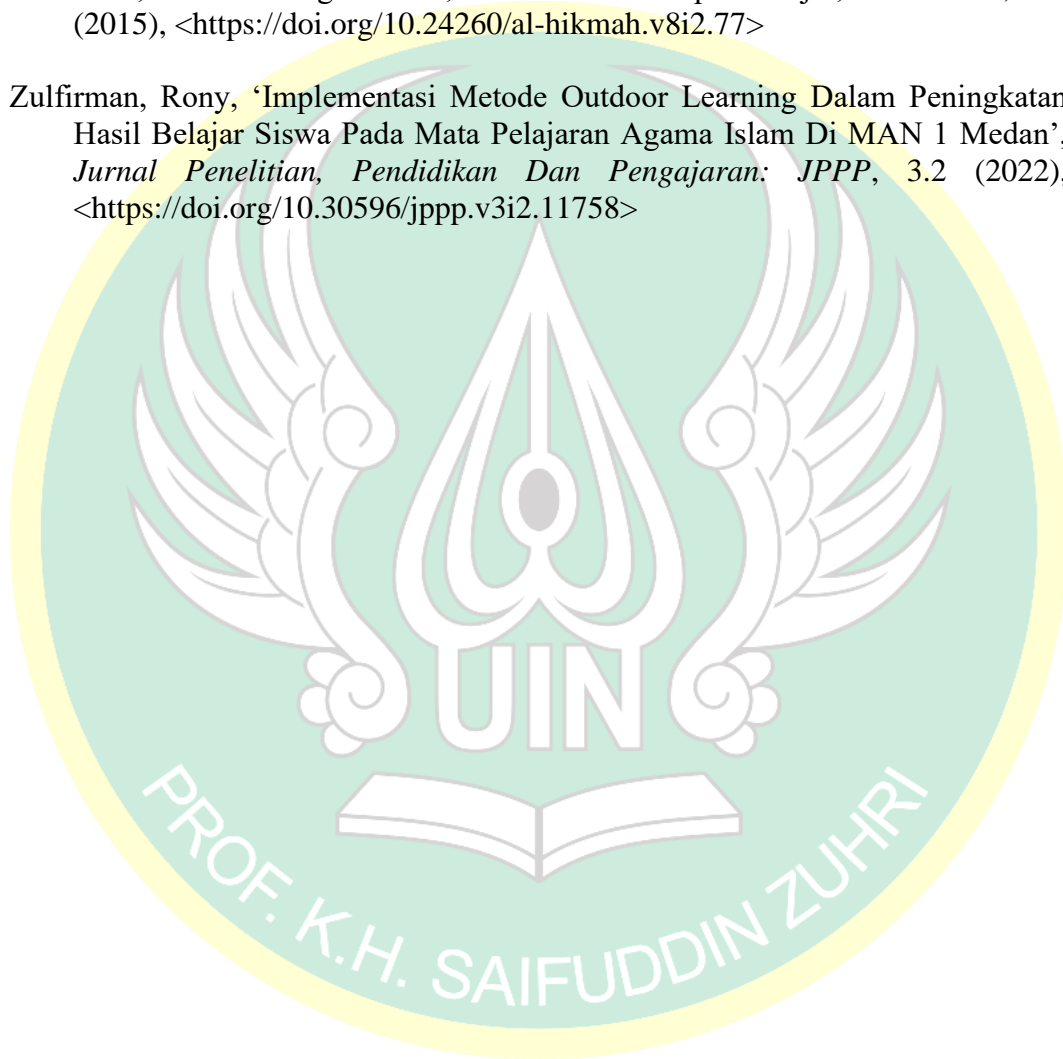 (2015), <https://doi.org/10.24260/al-hikmah.v8i2.77>
Zulfirman, Rony, ‘Implementasi Metode Outdoor Learning Dalam Peningkatan
Hasil Belajar Siswa Pada Mata Pelajaran Agama Islam Di MAN 1 Medan’,
Jurnal Penelitian, Pendidikan Dan Pengajaran: JPPP, 3.2 (2022),
<https://doi.org/10.30596/jppp.v3i2.11758>
UIN
PROF. K.H. SAIFUDDIN ZUHRI